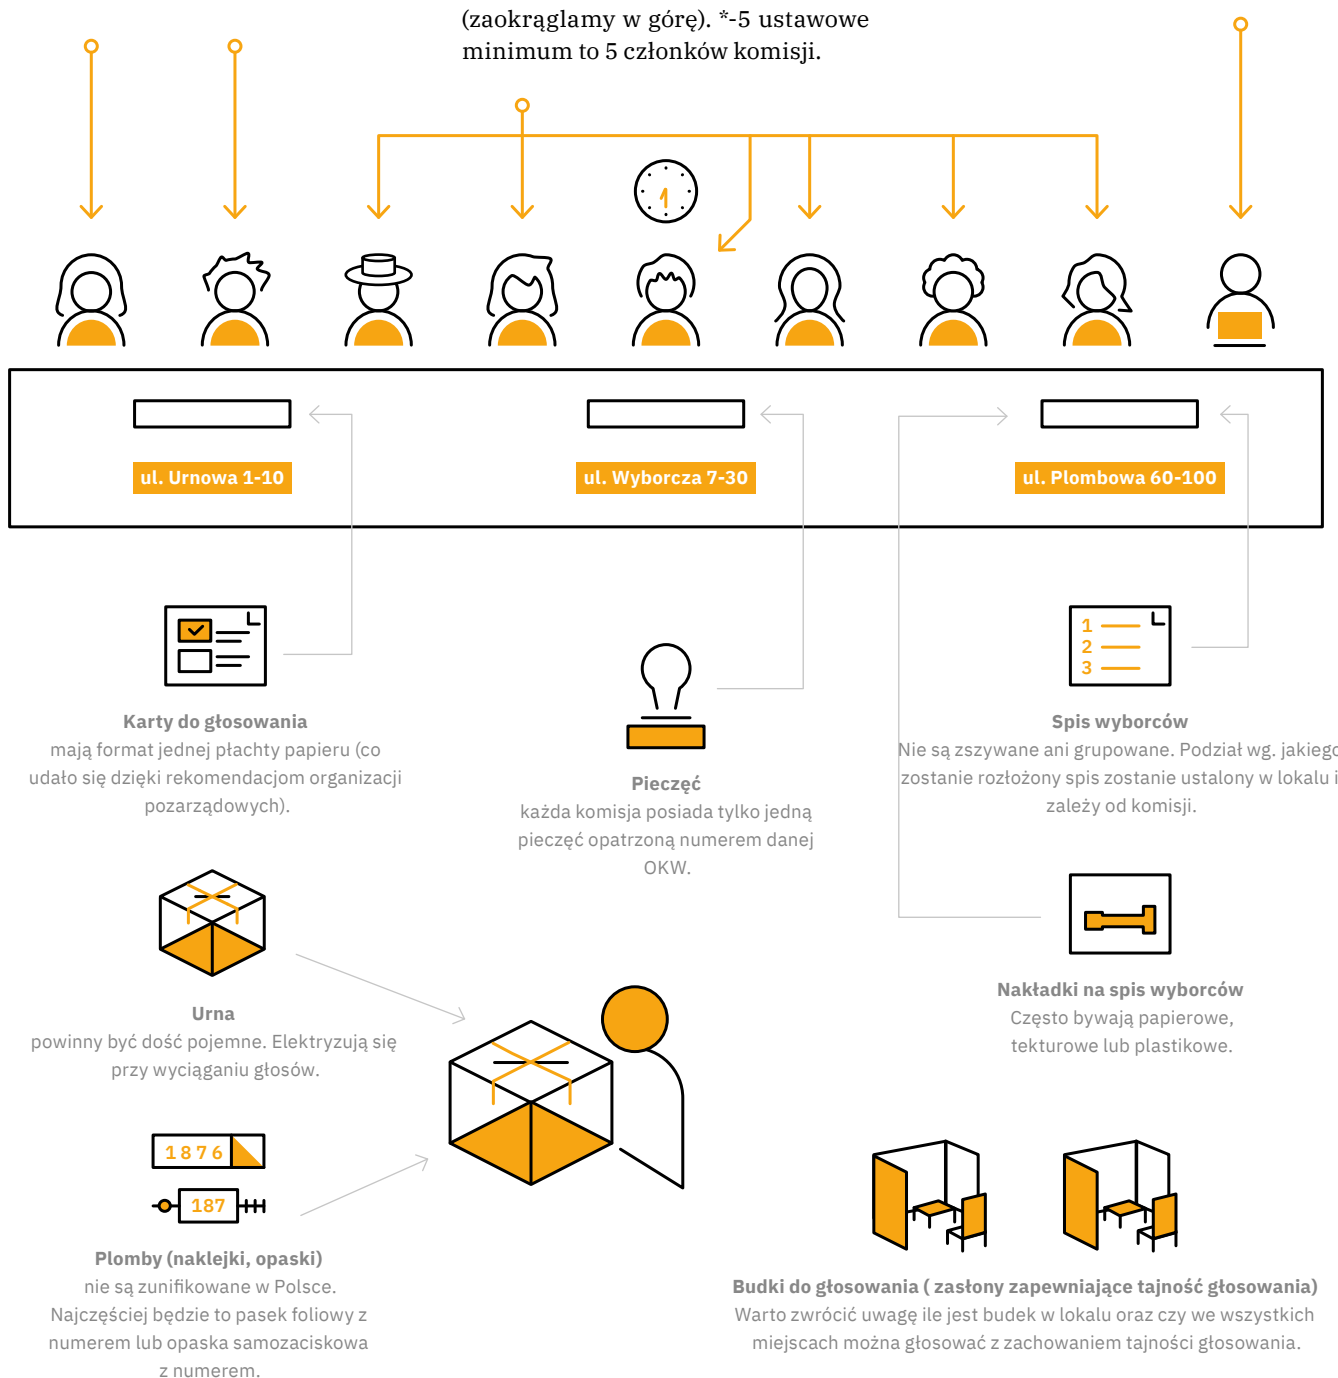 (zaokrąglamy w górę). *-5 ustawowe
minimum to 5 członków komisji.
ul. Urnowa 1-10
ul. Wyborcza 7-30
ul. Plombowa 60-100
Karty do głosowania
mają format jednej płachty papieru (co
udało się dzięki rekomendacjom organizacji
pozarządowych).
Pieczęć
każda komisja posiada tylko jedną
pieczęć opatrzoną numerem danej
OKW.
1
2
3
Spis wyborców
Nie są zszywane ani grupowane. Podział wg. jakiego
zostanie rozłożony spis zostanie ustalony w lokalu i
zależy od komisji.
Urna
powinny być dość pojemne. Elektryzują się
przy wyciąganiu głosów.
Nakładki na spis wyborców
Często bywają papierowe,
tekturowe lub plastikowe.
1876
187
Plomby (naklejki, opaski)
nie są zunifikowane w Polsce.
Najczęściej będzie to pasek foliowy z
numerem lub opaska samozaciskowa
z numerem.
Budki do głosowania ( zasłony zapewniające tajność głosowania)
Warto zwrócić uwagę ile jest budek w lokalu oraz czy we wszystkich
miejscach można głosować z zachowaniem tajności głosowania.